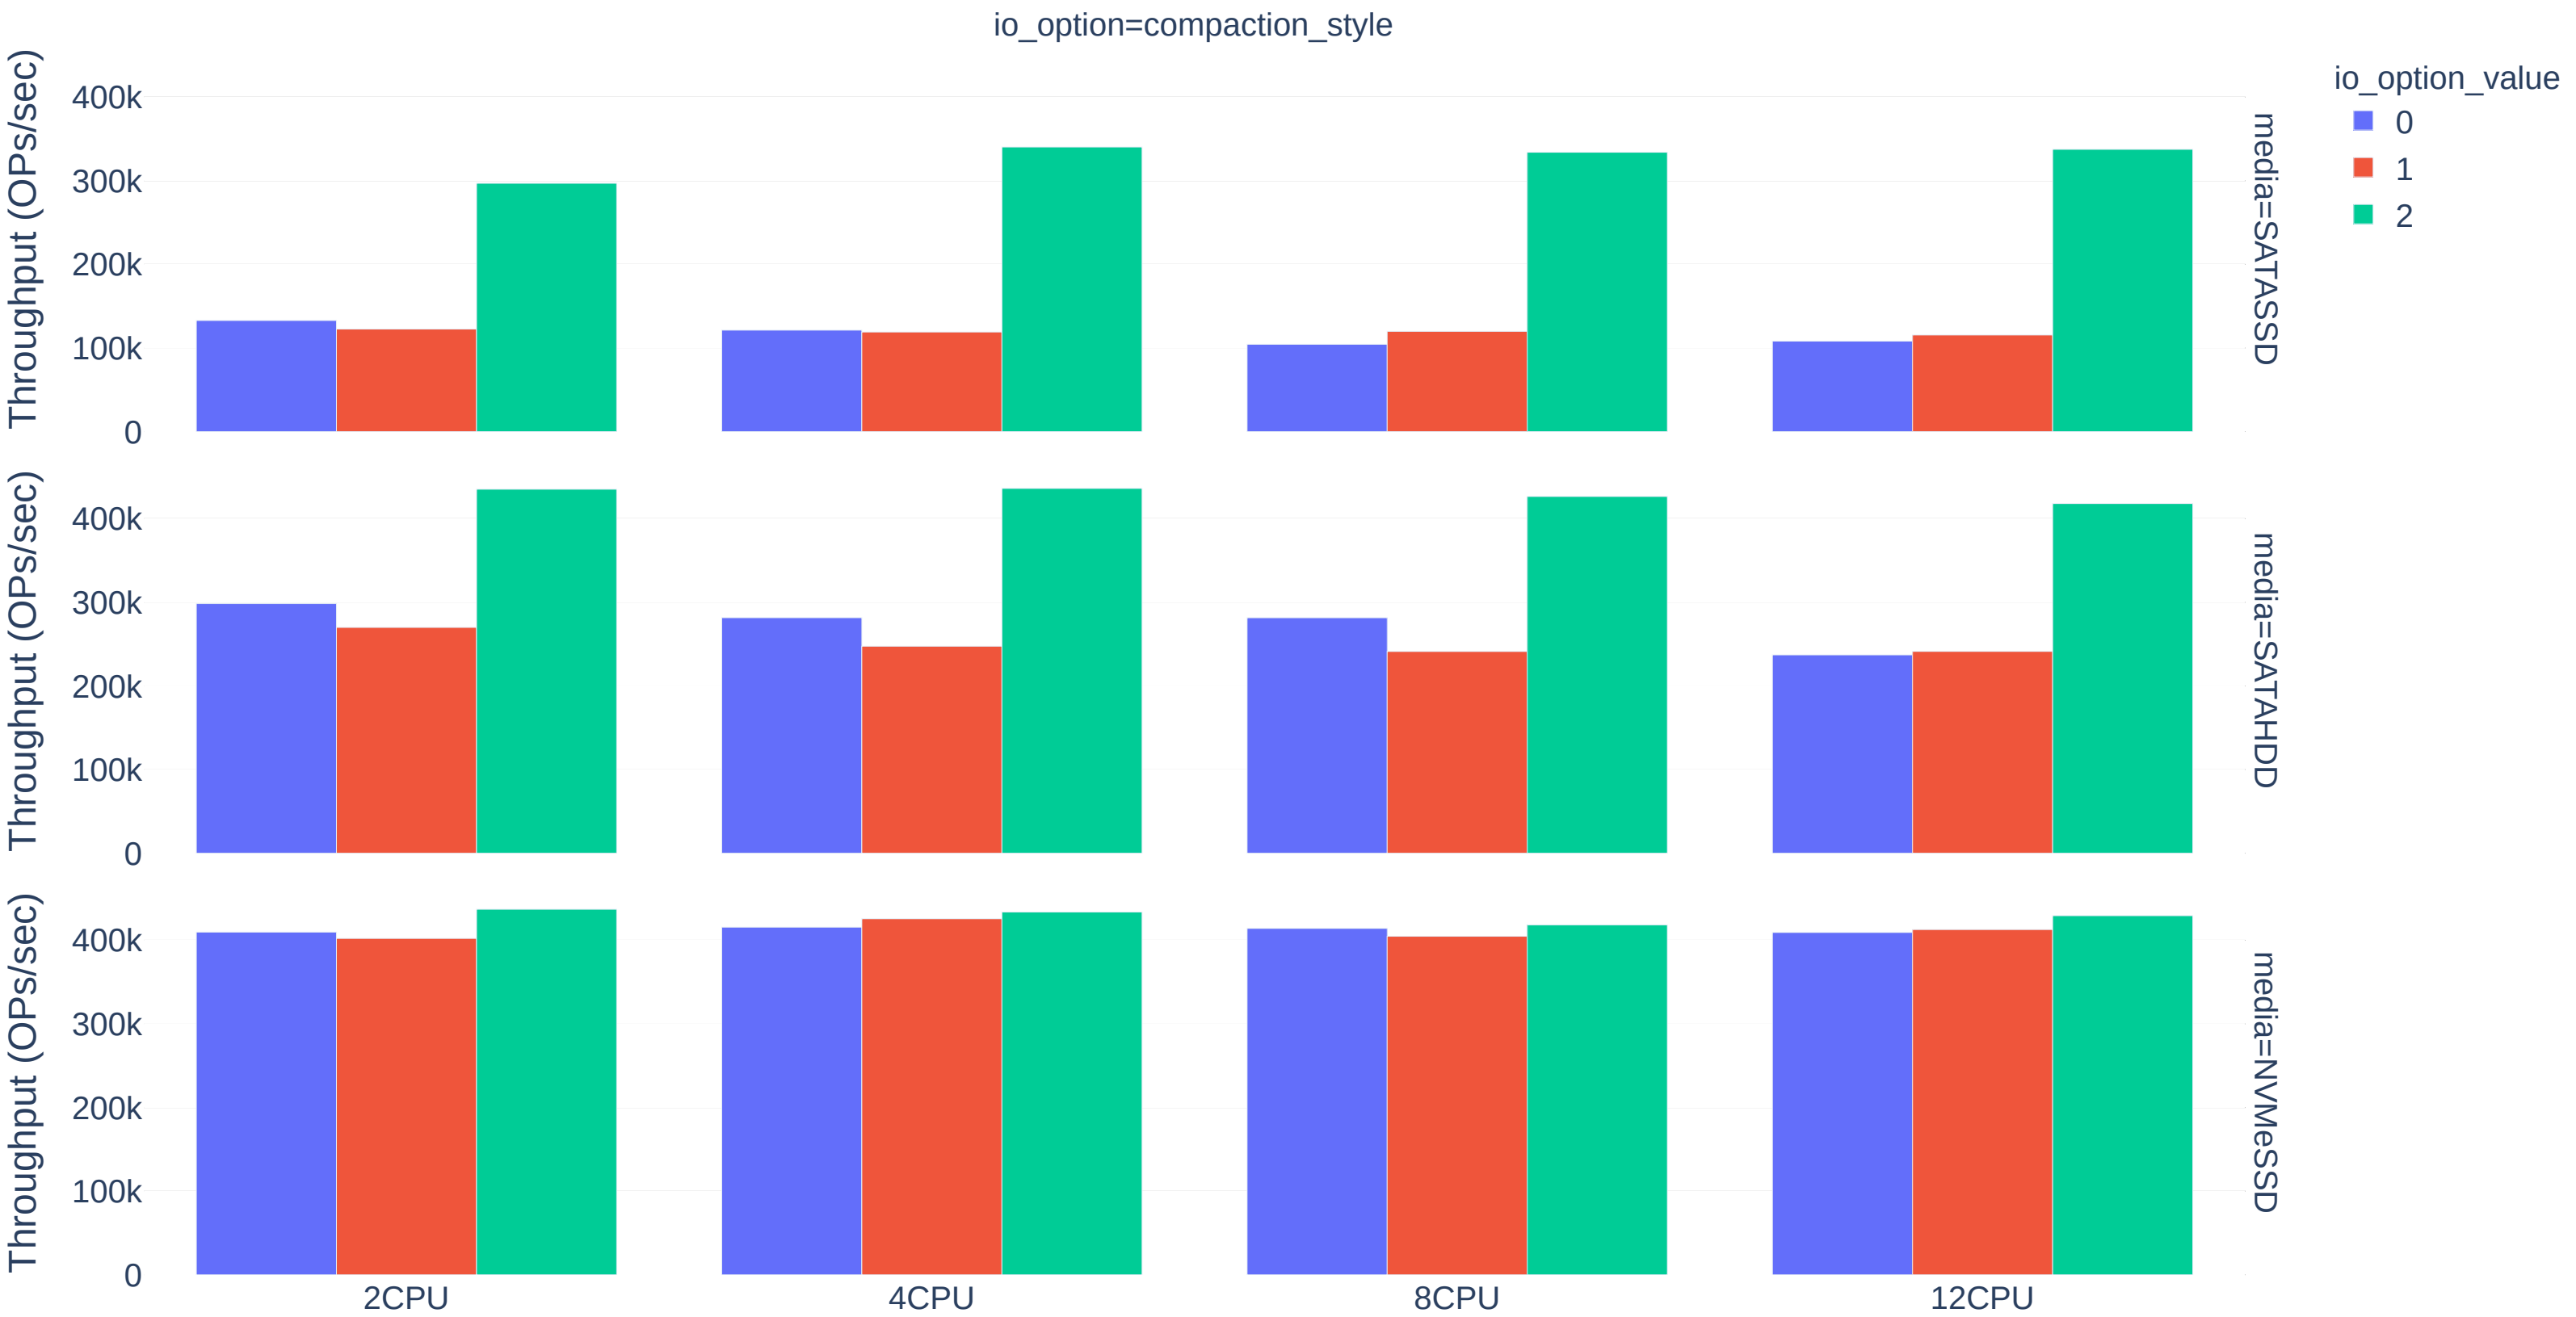 io_option=compaction_style
io_option_value
0
1
2
Throughput (OPs/sec)
400k
300k
200k
100k
0
media=SATASSD
Throughput (OPs/sec)
400k
300k
200k
100k
0
media=SATAHDD
Throughput (OPs/sec)
400k
300k
200k
100k
0
media=NVMeSSD
2CPU
4CPU
8CPU
12CPU